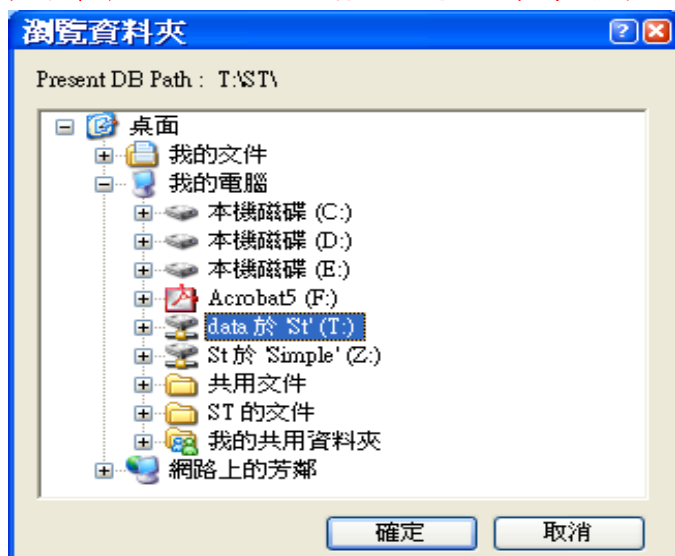 瀏覽資料夾
Present DB Path : T:\ST\
桌面
我的文件
我的電腦
本機磁碟 (C:)
本機磁碟 (D:)
本機磁碟 (E:)
Acrobat5 (F:)
data 於 'St' (T:)
St 於 'Simple' (Z:)
共用文件
ST 的文件
我的共用資料夾
網路上的芳鄰
確定 取消